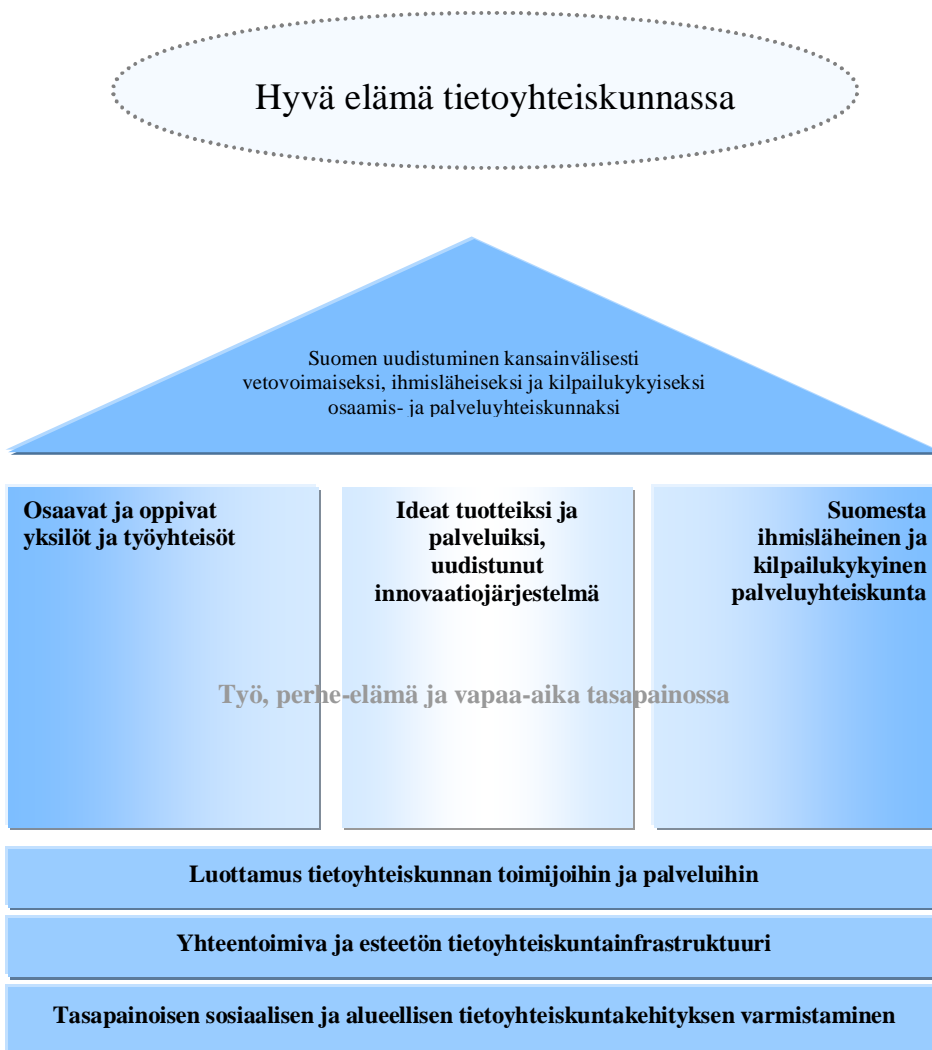 Hyvä elämä tietoyhteiskunnassa
Suomen uudistuminen kansainvälisesti
vetovoimaiseksi, ihmisläheiseksi ja kilpailukykyiseksi
osaamis- ja palveluyhteiskunnaksi
Osaavat ja oppivat
yksilöt ja työyhteisöt
Ideat tuotteiksi ja
palveluiksi,
uudistunut
innovaatiojärjestelmä
Suomesta
ihmisläheinen ja
kilpailukykyinen
palveluyhteiskunta
Työ, perhe-elämä ja vapaa-aika tasapainossa
Luottamus tietoyhteiskunnan toimijoihin ja palveluihin
Yhteentoimiva ja esteetön tietoyhteiskuntainfrastruktuuri
Tasapainoisen sosiaalisen ja alueellisen tietoyhteiskuntakehityksen varmistaminen